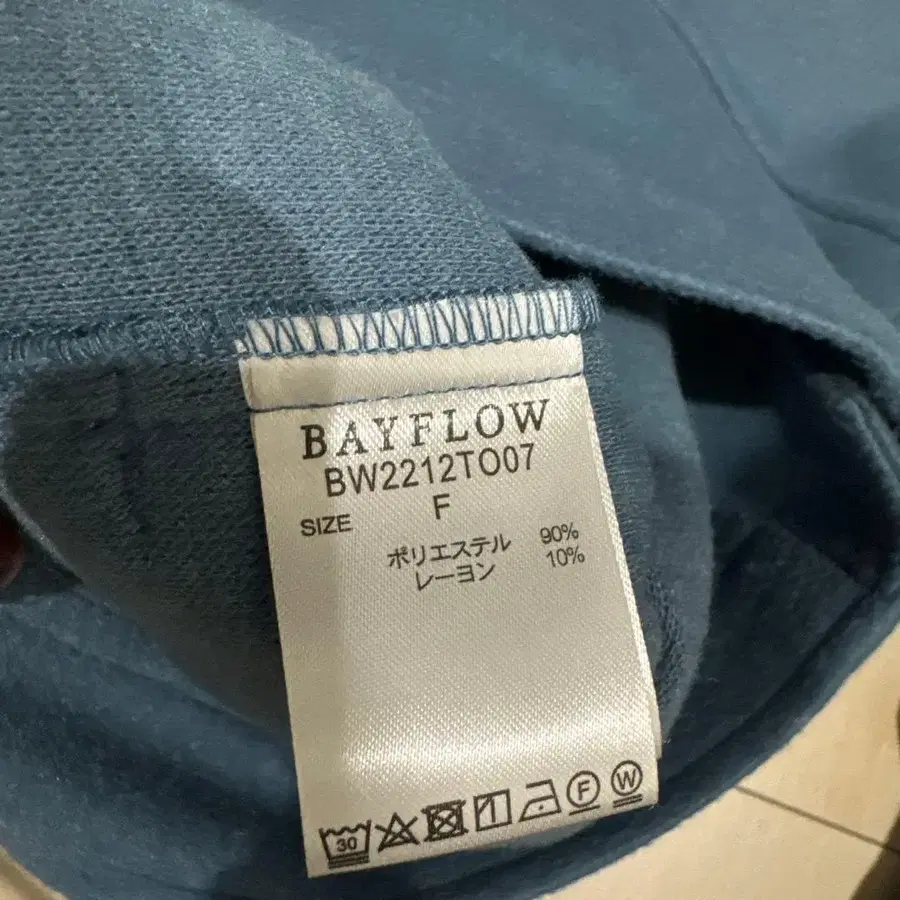 BAYFLOW
BW2212TO07
F
SIZE
ポリエステル 90%
レーヨン 10%
30 F W